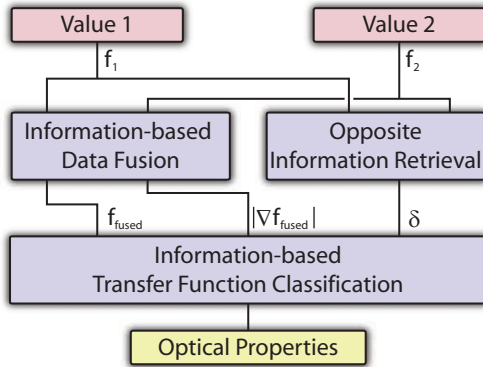 Value 1
Value 2
f1
f2
Information-based
Data Fusion
Opposite
Information Retrieval
ffused
|∇ffused|
δ
Information-based
Transfer Function Classification
Optical Properties